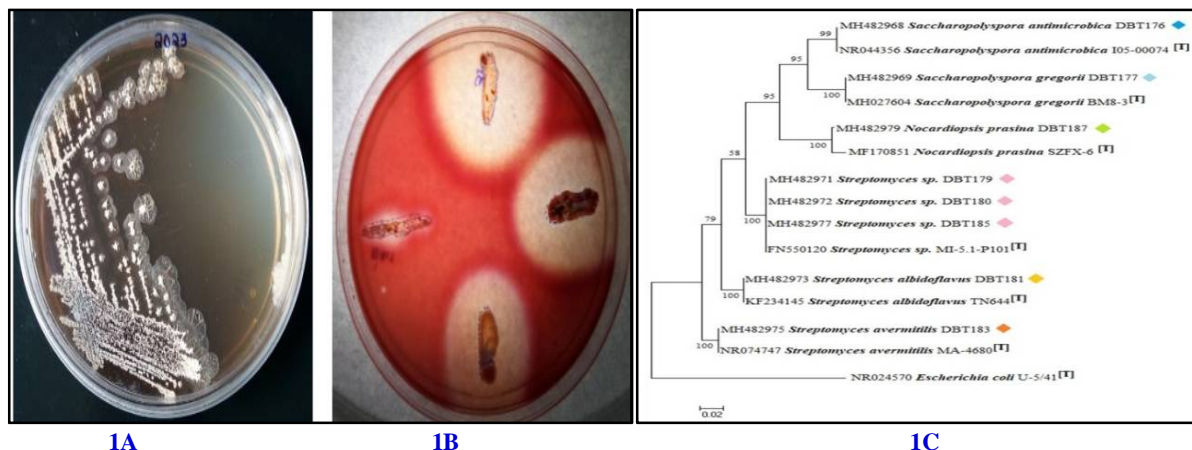 2023
MH482968 Saccharopolyspora antimicrobica DBT176
99
NR044356 Saccharopolyspora antimicrobica I05-00074 [T]
95
MH482969 Saccharopolyspora gregorii DBT177
100
MH027604 Saccharopolyspora gregorii BM8-3[T]
95
MH482979 Nocardiopsis prasina DBT187
100
MF170851 Nocardiopsis prasina SZFX-6 [T]
58
MH482971 Streptomyces sp. DBT179
MH482972 Streptomyces sp. DBT180
MH482977 Streptomyces sp. DBT185
100
FN550120 Streptomyces sp. MI-5.1-P101[T]
79
MH482973 Streptomyces albidoflavus DBT181
100
KF234145 Streptomyces albidoflavus TN644[T]
MH482975 Streptomyces avermitilis DBT183
100
NR074747 Streptomyces avermitilis MA-4680[T]
NR024570 Escherichia coli U-5/41[T]
0.02
1A
1B
1C